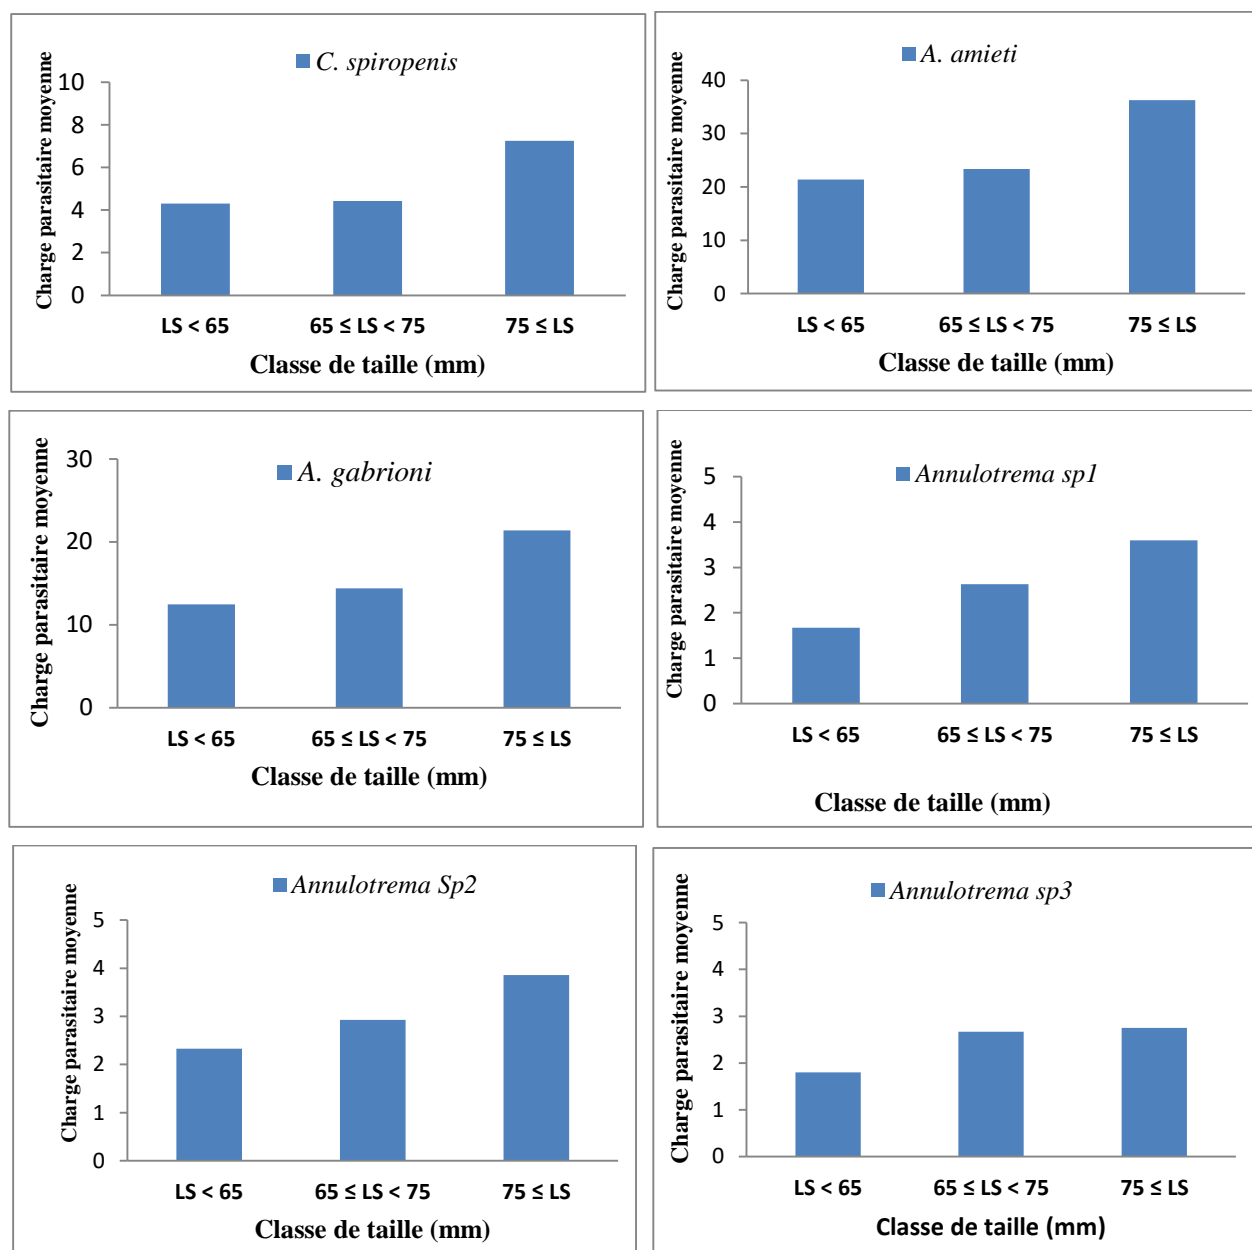 C. spiropenis
Charge parasitaire moyenne
10
8
6
4
2
0
LS < 65
65 ≤ LS < 75
75 ≤ LS
Classe de taille (mm)
A. amieti
Charge parasitaire moyenne
40
30
20
10
0
LS < 65
65 ≤ LS < 75
75 ≤ LS
Classe de taille (mm)
A. gabrioni
Charge parasitaire moyenne
30
20
10
0
LS < 65
65 ≤ LS < 75
75 ≤ LS
Classe de taille (mm)
Annulotrema sp1
Charge parasitaire moyenne
5
4
3
2
1
0
LS < 65
65 ≤ LS < 75
75 ≤ LS
Classe de taille (mm)
Annulotrema Sp2
Charge parasitaire moyenne
5
4
3
2
1
0
LS < 65
65 ≤ LS < 75
75 ≤ LS
Classe de taille (mm)
Annulotrema sp3
Charge parasitaire moyenne
5
4
3
2
1
0
LS < 65
65 ≤ LS < 75
75 ≤ LS
Classe de taille (mm)